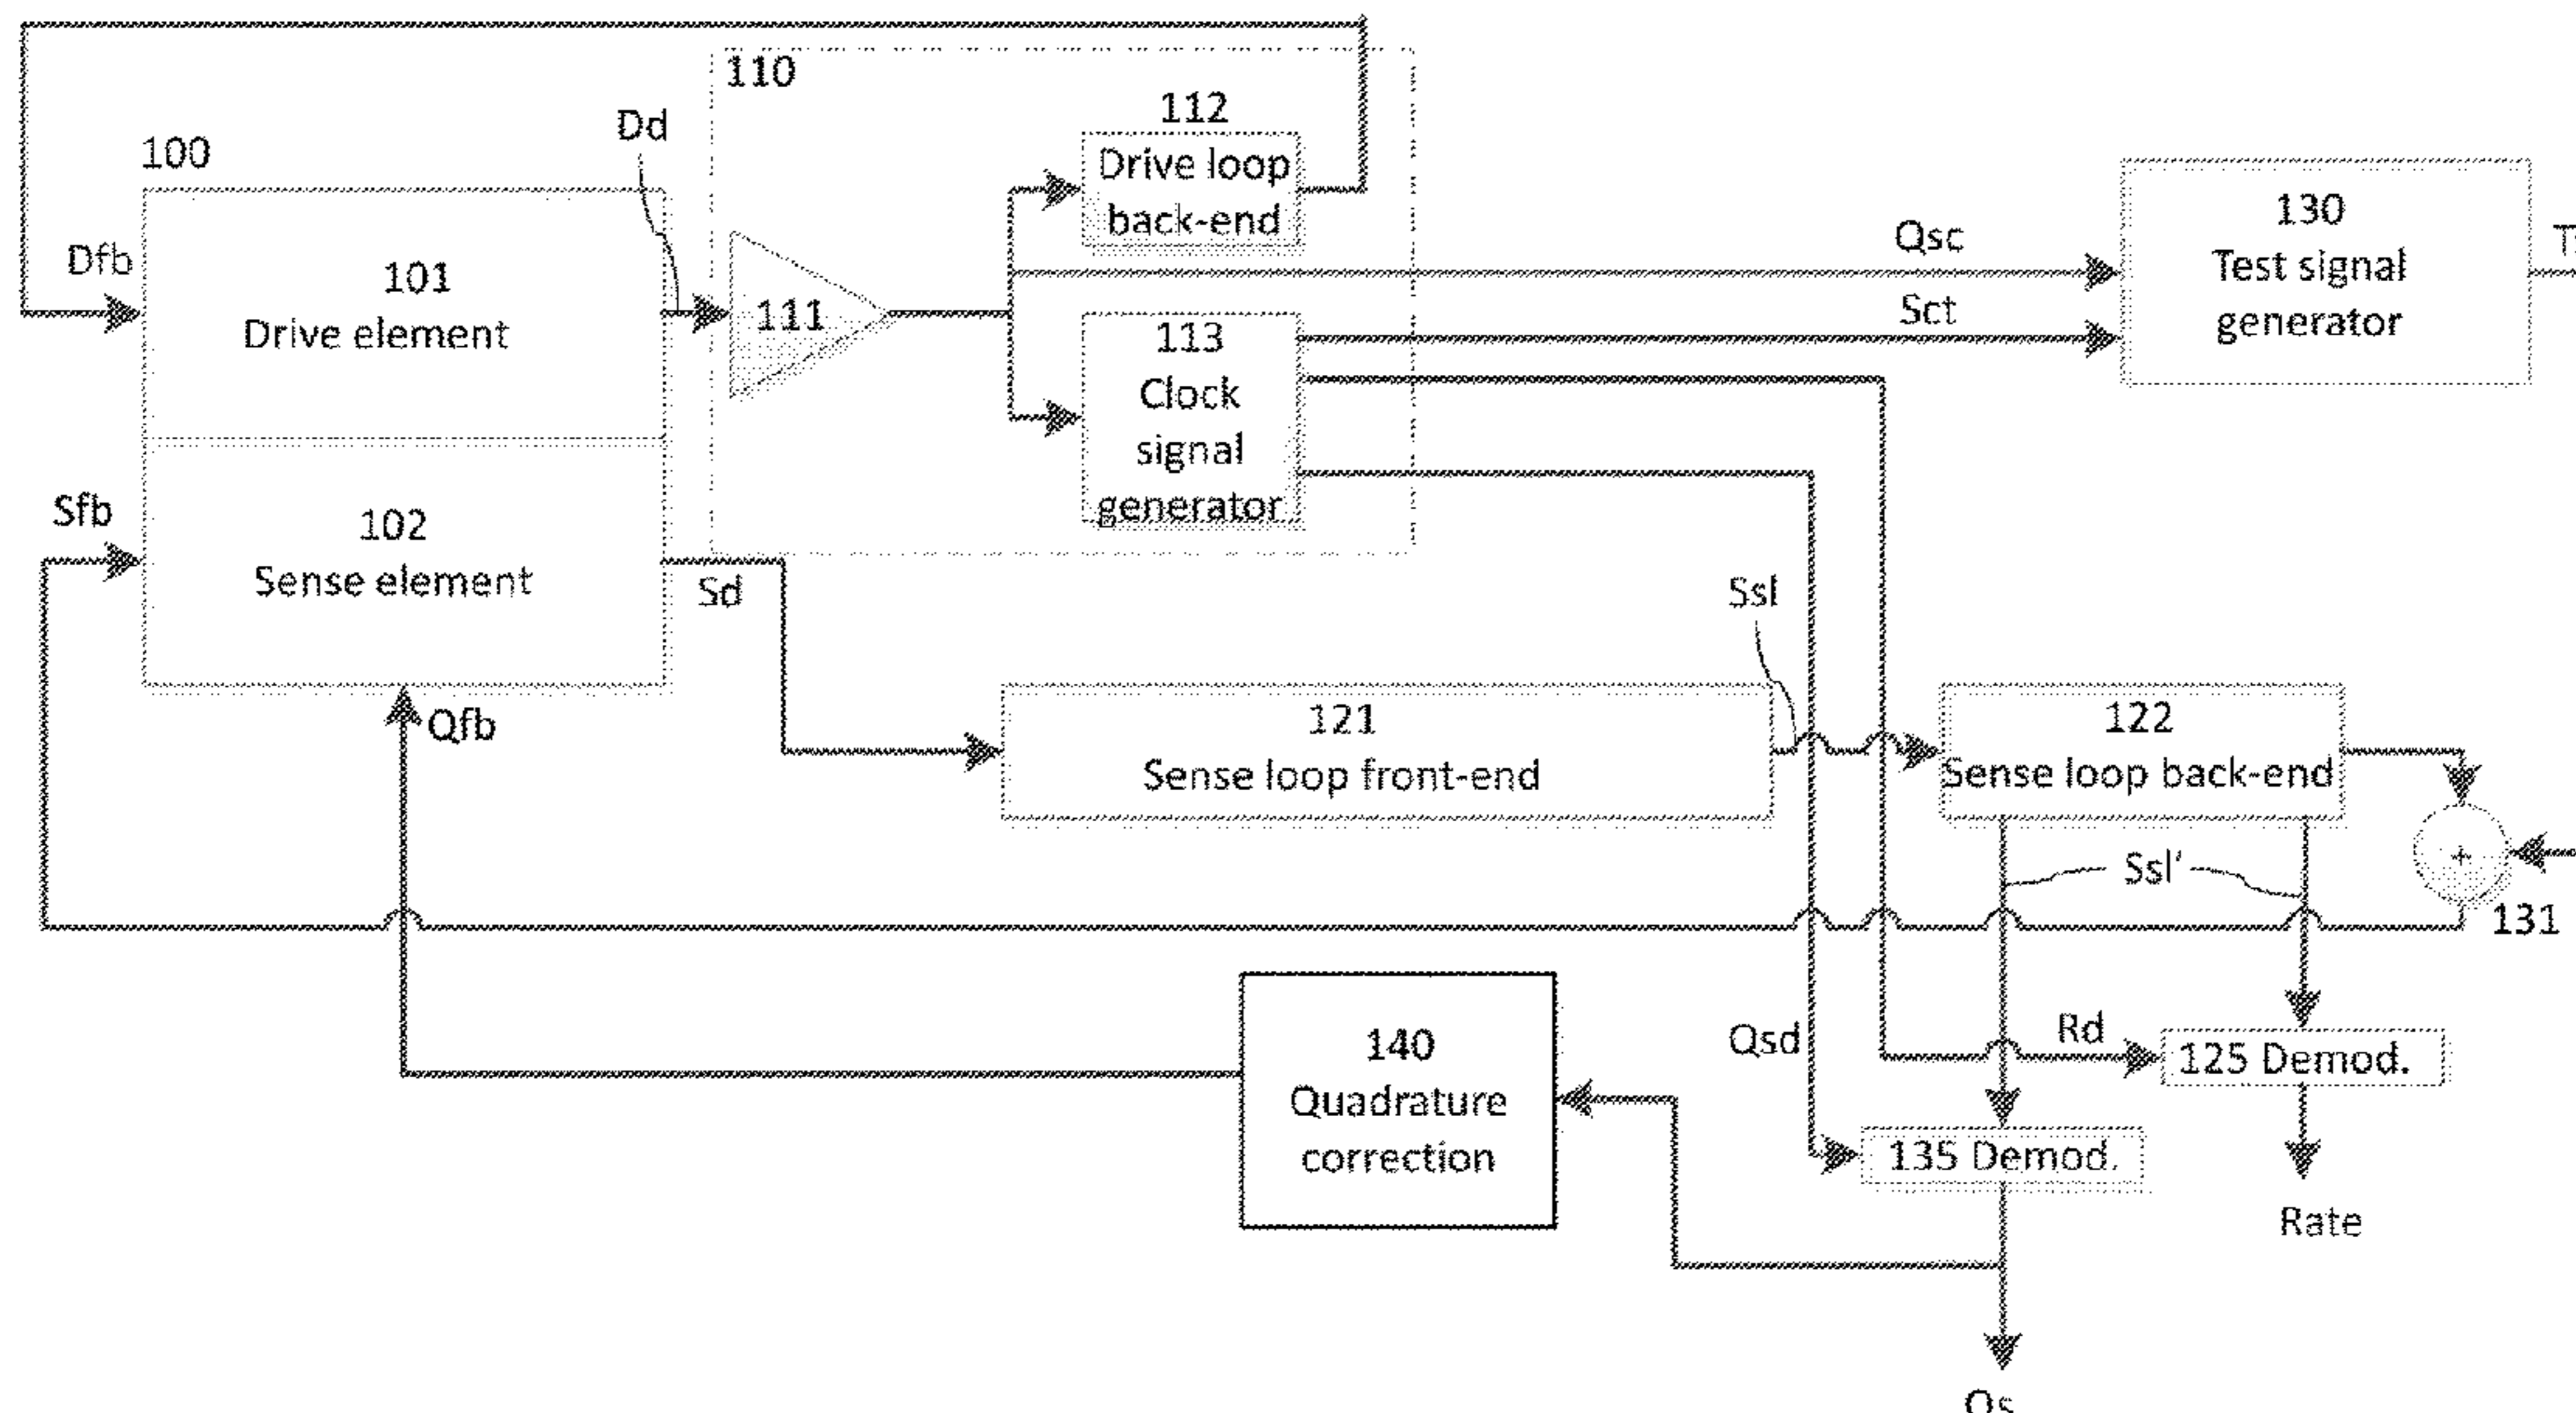 110
112
Dd
100
Drive loop
back-end
130
Test signal
generator
Qsc
Dfb
101
Drive element
111
Sct
113
Clock
signal
generator
Sfb
102
Sense element
Sd
Ssl
Qfb
121
Sense loop front-end
122
Sense loop back-end
Ssl'
+
131
140
Quadrature
correction
Qsd
Rd
125 Demod.
135 Demod.
Rate